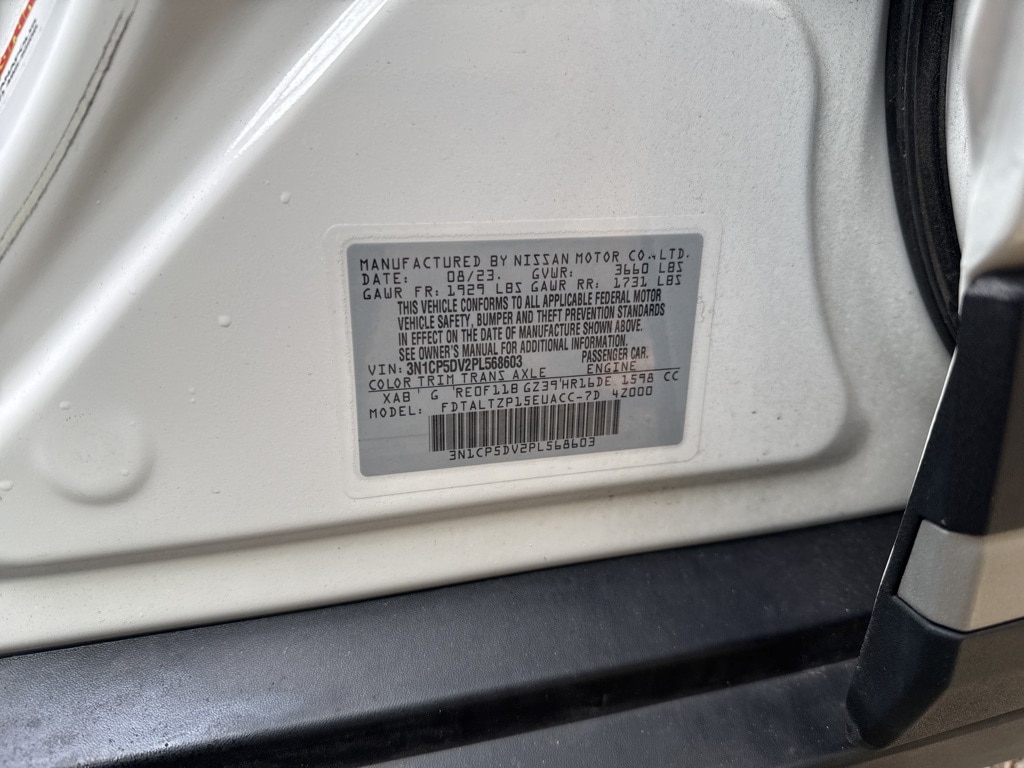 MANUFACTURED BY NISSAN MOTOR CO., LTD.
DATE: 08/23. GVWR: 3660 LBS
GAWR FR: 1929 LBS GAWR RR: 1731 LBS
THIS VEHICLE CONFORMS TO ALL APPLICABLE FEDERAL MOTOR
VEHICLE SAFETY, BUMPER AND THEFT PREVENTION STANDARDS
IN EFFECT ON THE DATE OF MANUFACTURE SHOWN ABOVE.
SEE OWNER'S MANUAL FOR ADDITIONAL INFORMATION.
VIN: 3N1CP5DV2PL568603 PASSENGER CAR.
COLOR TRIM TRANS AXLE ENGINE
XAB ' G ' RE0F11B GZ39'HR16DE 1598 CC
MODEL: FDTALTZP15EUACC-7D 4Z000
3N1CP5DV2PL568603